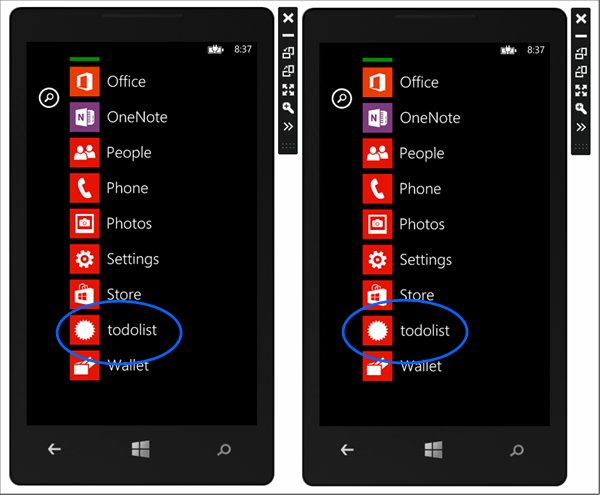 8:37
Office
OneNote
People
Phone
Photos
Settings
Store
todolist
Wallet
8:37
Office
OneNote
People
Phone
Photos
Settings
Store
todolist
Wallet